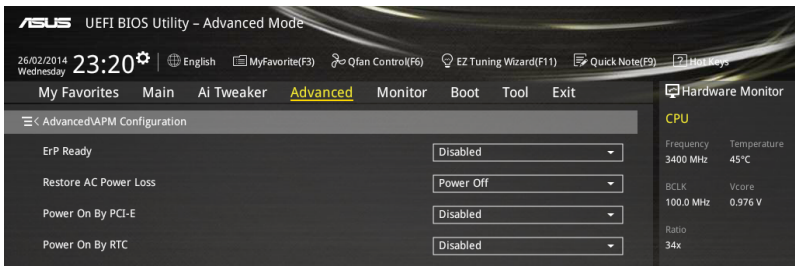 ASUS UEFI BIOS Utility – Advanced Mode
26/02/2014
Wednesday
23:20
English
MyFavorite(F3)
Qfan Control(F6)
EZ Tuning Wizard(F11)
Quick Note(F9)
? Hot Keys
My Favorites Main Ai Tweaker Advanced Monitor Boot Tool Exit
Hardware Monitor
< Advanced\APM Configuration
ErP Ready Disabled
Restore AC Power Loss Power Off
Power On By PCI-E Disabled
Power On By RTC Disabled
CPU
Frequency Temperature
3400 MHz 45°C
BCLK Vcore
100.0 MHz 0.976 V
Ratio
34x